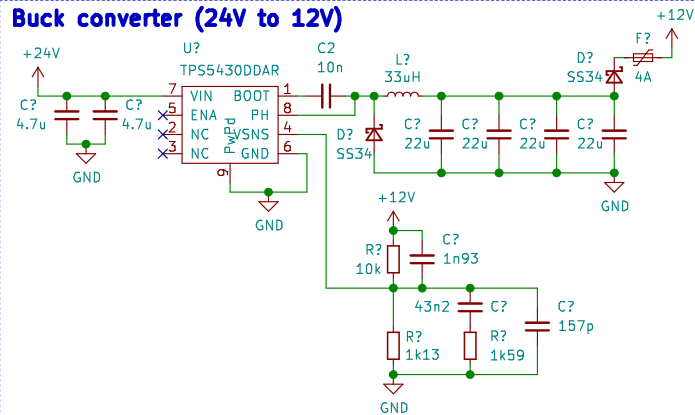 Buck converter (24V to 12V)
+12V
+24V
U?
TPS5430DDAR
C2
10n
L?
33uH
D?
SS34
F?
4A
C?
4.7u
C?
4.7u
7 VIN BOOT 1
5 ENA PH 8
2 NC VSNS 4
3 NC GND 6
PwPd
9
D?
SS34
C?
22u
C?
22u
C?
22u
C?
22u
GND
GND
GND
+12V
R?
10k
C?
1n93
43n2 C?
C?
157p
R?
1k13
R?
1k59
GND